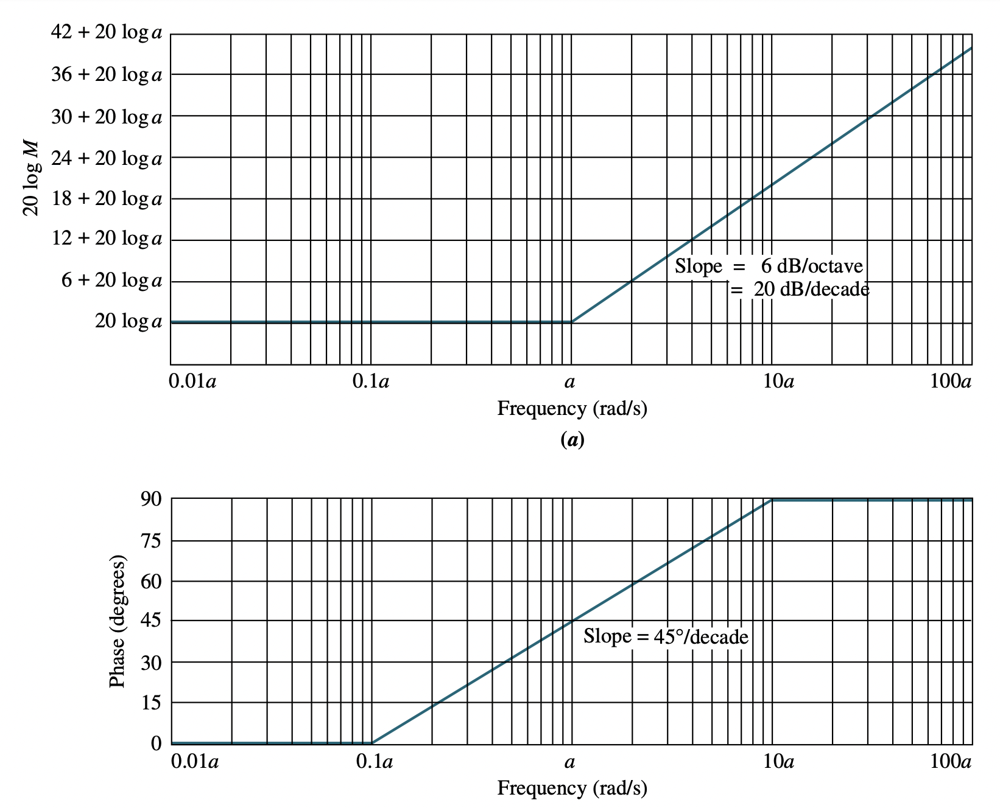 42 + 20 log a
36 + 20 log a
30 + 20 log a
24 + 20 log a
18 + 20 log a
12 + 20 log a
6 + 20 log a
20 log a
20 log M
Slope = 6 dB/octave
= 20 dB/decade
0.01a 0.1a a 10a 100a
Frequency (rad/s)
(a)
90
75
60
45
30
15
0
Phase (degrees)
Slope = 45°/decade
0.01a 0.1a a 10a 100a
Frequency (rad/s)